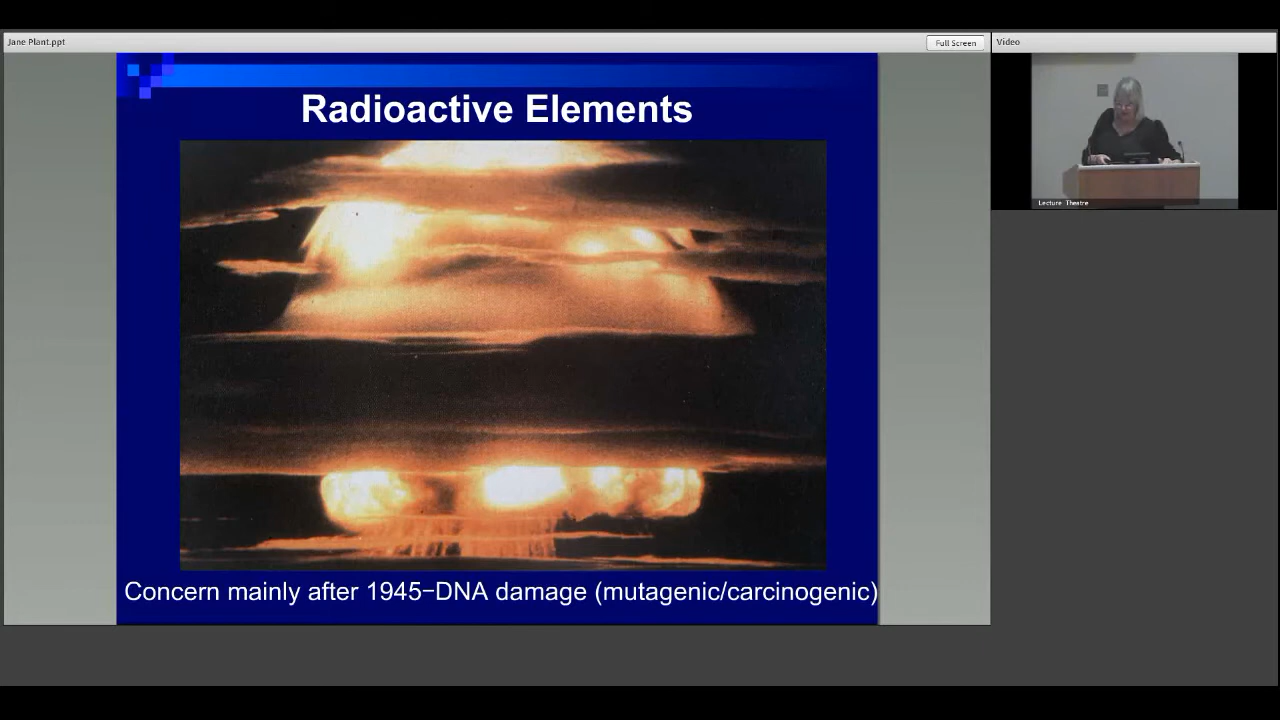 Jane Plant.ppt
Full Screen
Video
Radioactive Elements
Lecture Theatre
Concern mainly after 1945–DNA damage (mutagenic/carcinogenic)